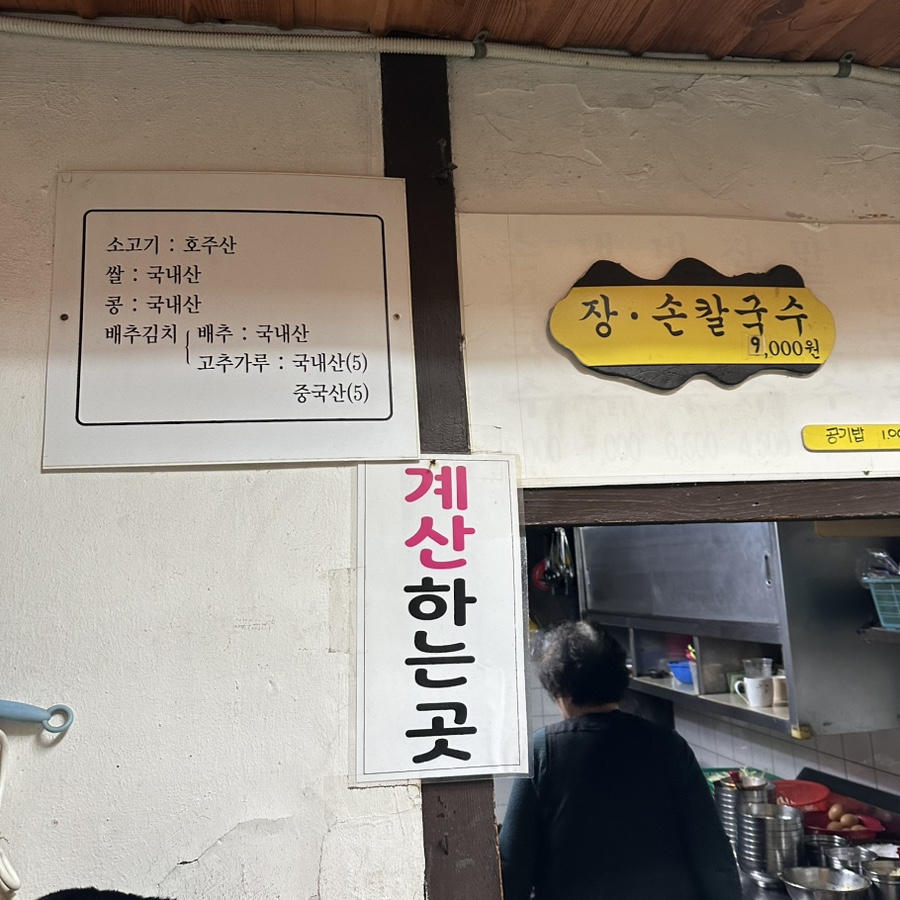 소고기 : 호주산
쌀 : 국내산
콩 : 국내산
배추김치 { 배추 : 국내산
고추가루 : 국내산(5)
중국산(5)
장·손칼국수
9,000원
공기밥
계
산
하
는
곳